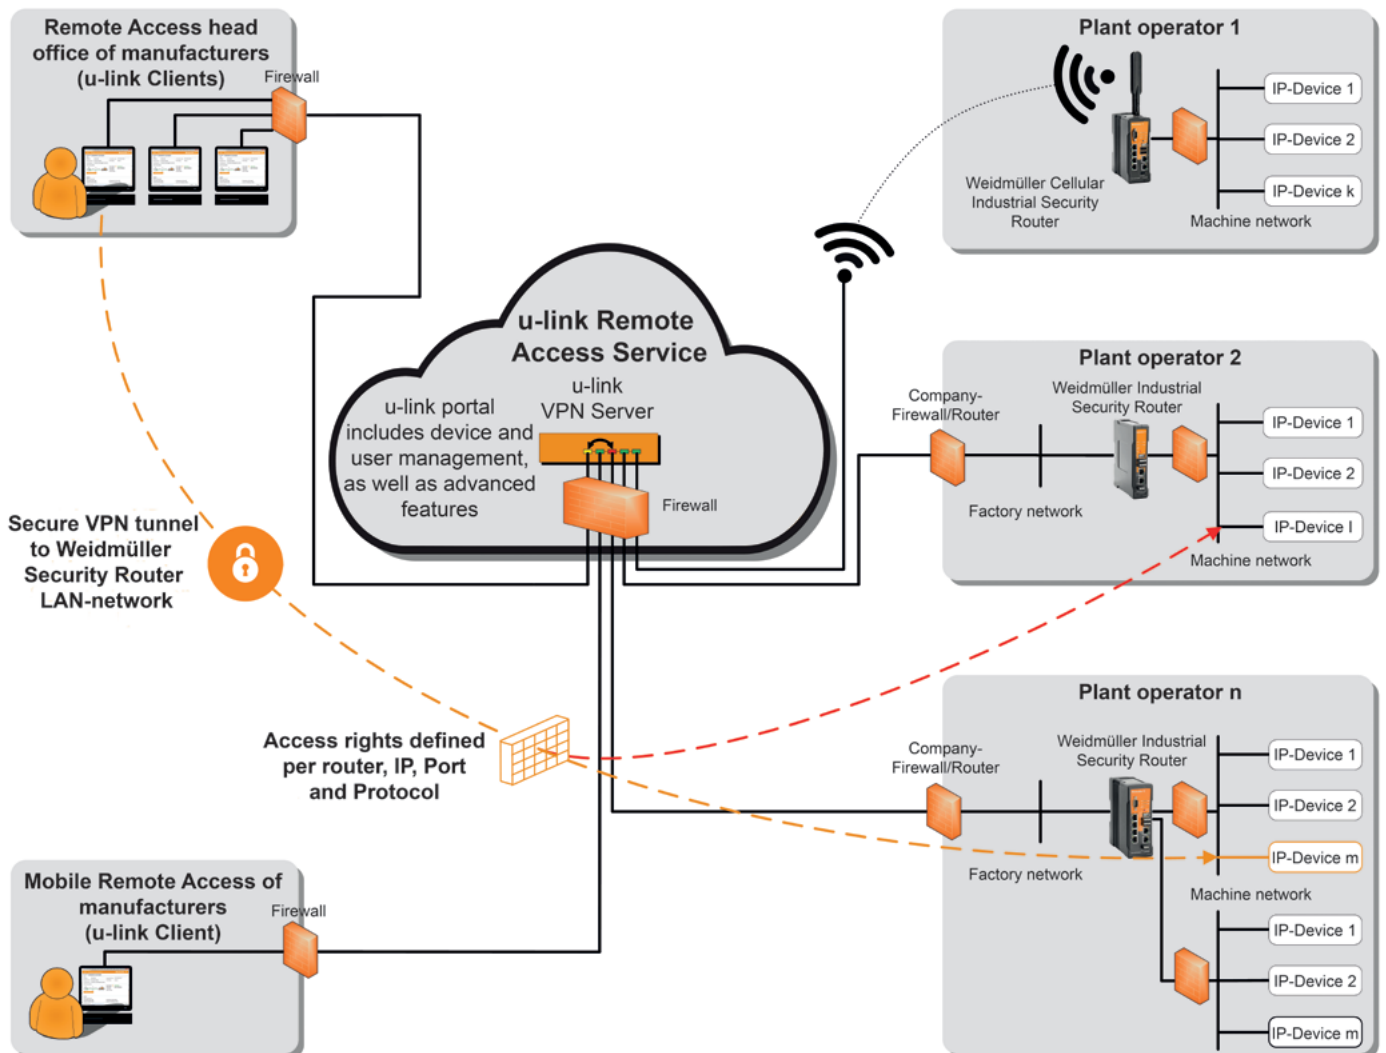 Remote Access head
office of manufacturers
(u-link Clients)
Firewall
Plant operator 1
IP-Device 1
IP-Device 2
IP-Device k
Weidmüller Cellular
Industrial Security
Router
Machine network
u-link Remote
Access Service
u-link
VPN Server
u-link portal
includes device and
user management,
as well as advanced
features
Firewall
Plant operator 2
Company-
Firewall/Router
Weidmüller Industrial
Security Router
IP-Device 1
IP-Device 2
IP-Device l
Factory network
Machine network
Secure VPN tunnel
to Weidmüller
Security Router
LAN-network
Access rights defined
per router, IP, Port
and Protocol
Plant operator n
Company-
Firewall/Router
Weidmüller Industrial
Security Router
IP-Device 1
IP-Device 2
IP-Device m
Factory network
Machine network
IP-Device 1
IP-Device 2
IP-Device m
Mobile Remote Access of
manufacturers
(u-link Client)
Firewall